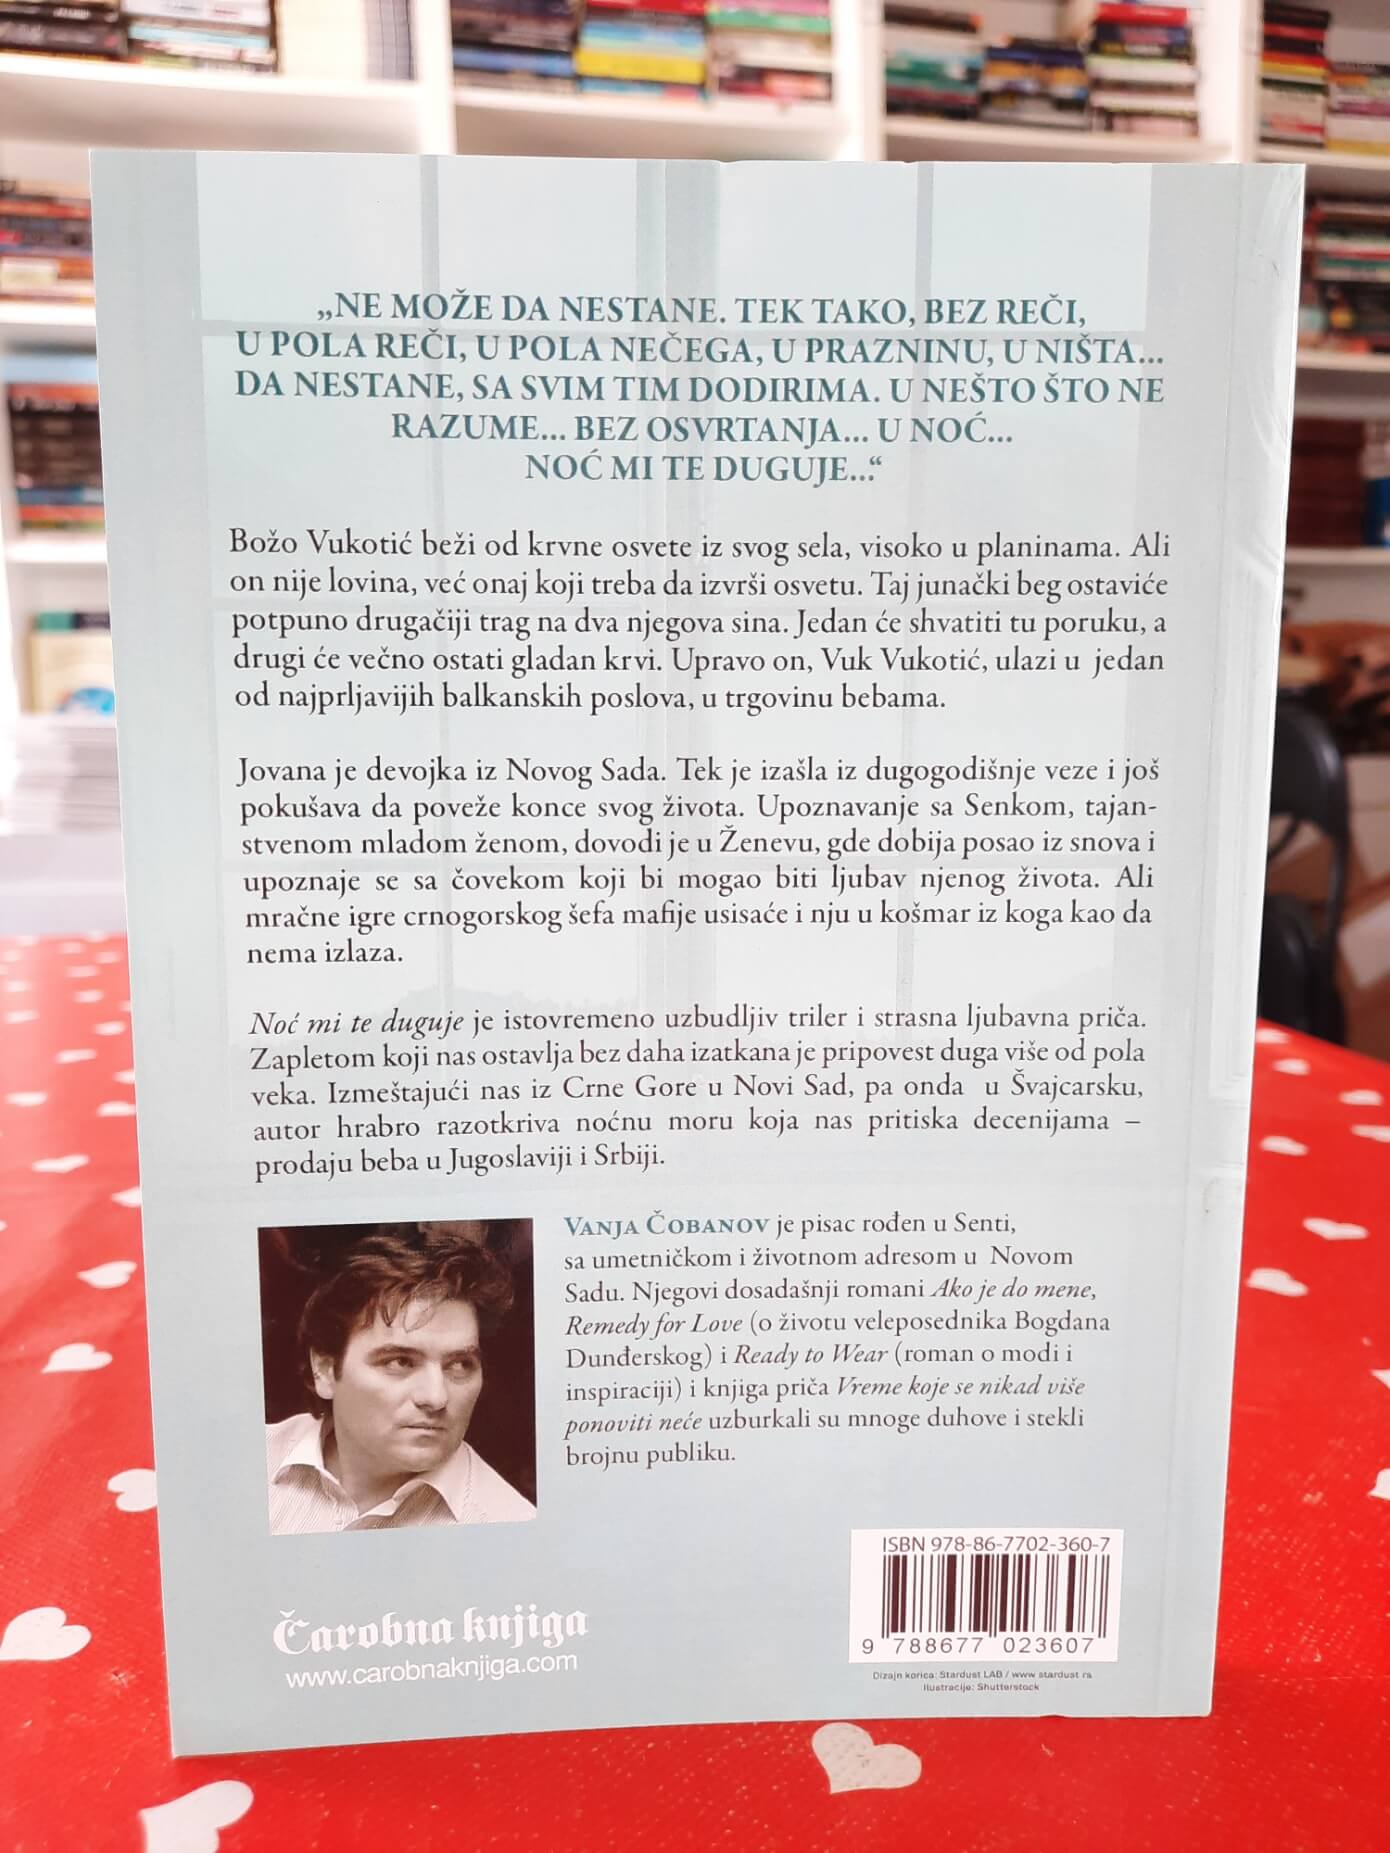 „NE MOŽE DA NESTANE. TEK TAKO, BEZ REČI,
U POLA REČI, U POLA NEČEGA, U PRAZNINU, U NIŠTA...
DA NESTANE, SA SVIM TIM DODIRIMA. U NEŠTO ŠTO NE
RAZUME... BEZ OSVRTANJA... U NOĆ...
NOĆ MI TE DUGUJE...“
Božo Vukotić beži od krvne osvete iz svog sela, visoko u planinama. Ali
on nije lovina, već onaj koji treba da izvrši osvetu. Taj junački beg ostaviće
potpuno drugačiji trag na dva njegova sina. Jedan će shvatiti tu poruku, a
drugi će večno ostati gladan krvi. Upravo on, Vuk Vukotić, ulazi u jedan
od najprljavijih balkanskih poslova, u trgovinu bebama.
Jovana je devojka iz Novog Sada. Tek je izašla iz dugogodišnje veze i još
pokušava da poveže konce svog života. Upoznavanje sa Senkom, tajan-
stvenom mladom ženom, dovodi je u Ženevu, gde dobija posao iz snova i
upoznaje se sa čovekom koji bi mogao biti ljubav njenog života. Ali
mračne igre crnogorskog šefa mafije usisaće i nju u košmar iz koga kao da
nema izlaza.
Noć mi te duguje je istovremeno uzbudljiv triler i strasna ljubavna priča.
Zapletom koji nas ostavlja bez daha izatkana je pripovest duga više od pola
veka. Izmeštajući nas iz Crne Gore u Novi Sad, pa onda u Švajcarsku,
autor hrabro razotkriva noćnu moru koja nas pritiska decenijama –
prodaju beba u Jugoslaviji i Srbiji.
VANJA ČOBANOV je pisac rođen u Senti,
sa umetničkom i životnom adresom u Novom
Sadu. Njegovi dosadašnji romani Ako je do mene,
Remedy for Love (o životu veleposednika Bogdana
Dunđerskog) i Ready to Wear (roman o modi i
inspiraciji) i knjiga priča Vreme koje se nikad više
ponoviti neće uzburkali su mnoge duhove i stekli
brojnu publiku.
ISBN 978-86-7702-360-7
9 788677 023607
Dizajn korica: Stardust LAB / www stardust rs
Ilustracije: Shutterstock
Čarobna knjiga
www.carobnaknjiga.com